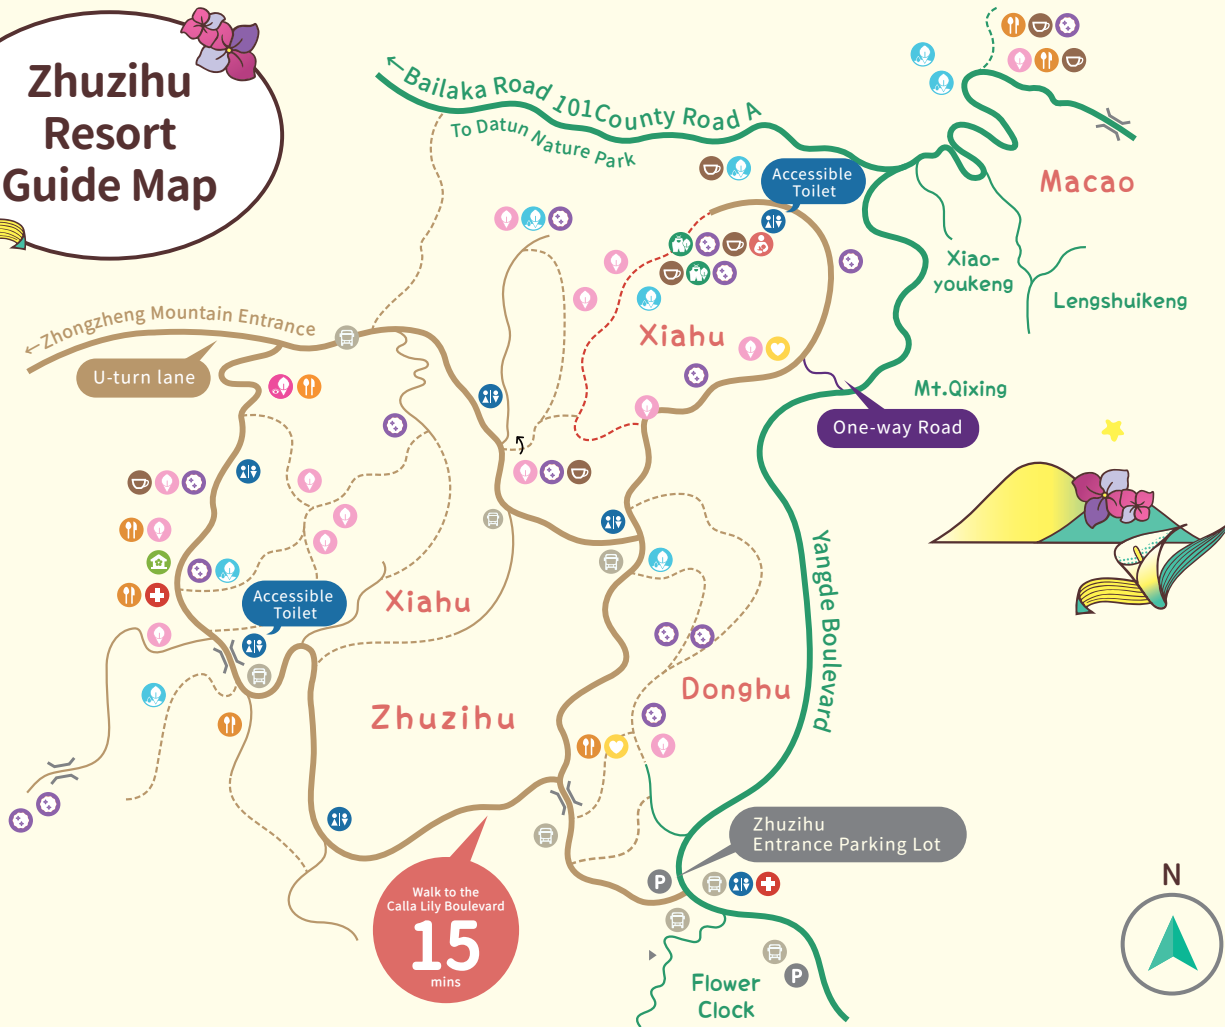 Zhuzihu
Resort
Guide Map
←Bailaka Road 101County Road A
To Datun Nature Park
Accessible
Toilet
Macao
Xiao-
youkeng
Lengshuikeng
←Zhongzheng Mountain Entrance
U-turn lane
Xiahu
Mt.Qixing
One-way Road
Yangde Boulevard
Accessible
Toilet
Xiahu
Donghu
Zhuzihu
Zhuzihu
Entrance Parking Lot
P
Walk to the
Calla Lily Boulevard
15
mins
P
Flower
Clock
N